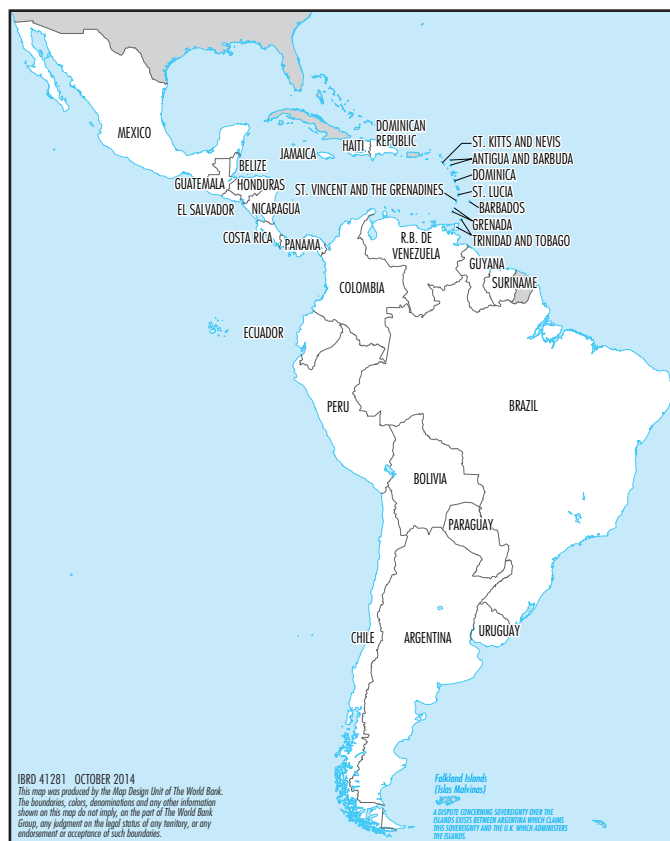 MEXICO
BELIZE
GUATEMALA
HONDURAS
EL SALVADOR
NICARAGUA
COSTA RICA
PANAMA
JAMAICA
HAITI
DOMINICAN
REPUBLIC
ST. KITTS AND NEVIS
ANTIGUA AND BARBUDA
DOMINICA
ST. VINCENT AND THE GRENADINES
ST. LUCIA
BARBADOS
GRENADA
TRINIDAD AND TOBAGO
R.B. DE
VENEZUELA
GUYANA
SURINAME
COLOMBIA
ECUADOR
PERU
BRAZIL
BOLIVIA
PARAGUAY
CHILE
ARGENTINA
URUGUAY
IBRD 41281 OCTOBER 2014
This map was produced by the Map Design Unit of The World Bank.
The boundaries, colors, denominations and any other information
shown on this map do not imply, on the part of The World Bank
Group, any judgment on the legal status of any territory, or any
endorsement or acceptance of such boundaries.
Falkland Islands
(Islas Malvinas)
A DISPUTE CONCERNING SOVEREIGNTY OVER THE
ISLANDS EXISTS BETWEEN ARGENTINA WHICH CLAIMS
THIS SOVEREIGNTY AND THE U.K. WHICH ADMINISTERS
THE ISLANDS.